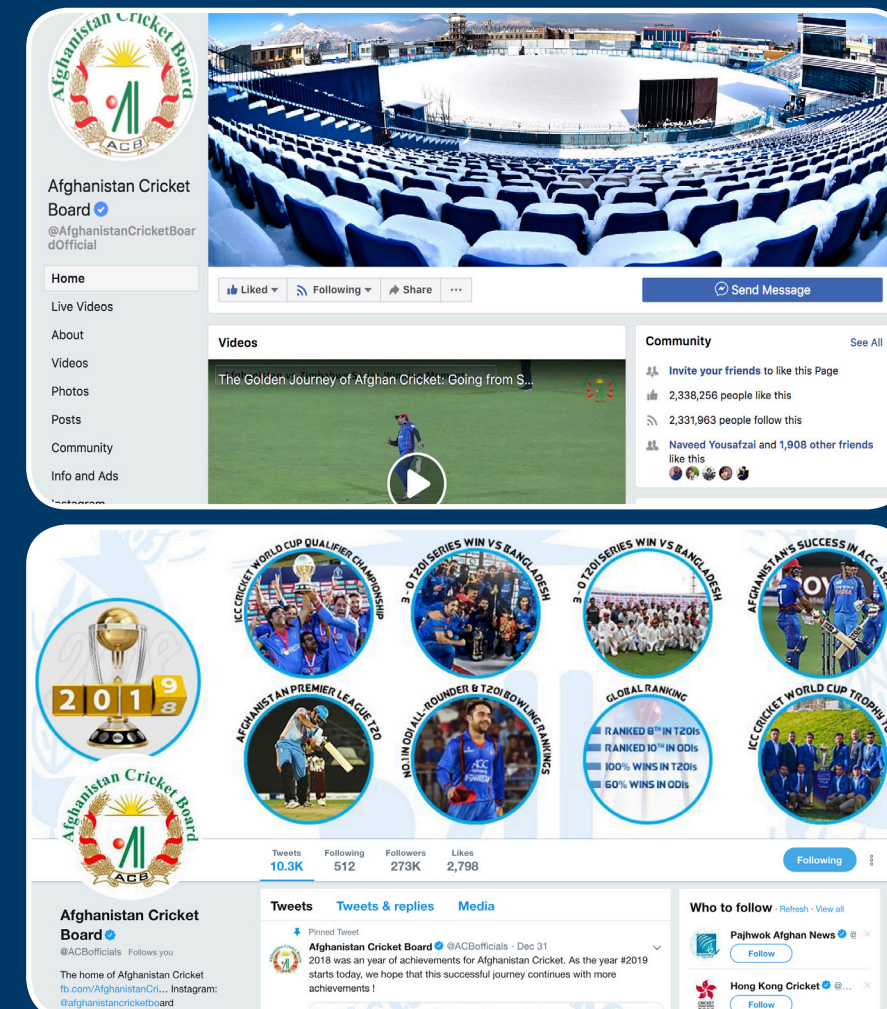 Afghanistan Cricket Board
ACB
Afghanistan Cricket
Board
@AfghanistanCricketBoar
dOfficial
Home
Live Videos
About
Videos
Photos
Posts
Community
Info and Ads
Instagram
Liked
Following
Share
Send Message
Videos
The Golden Journey of Afghan Cricket: Going from S...
Community
See All
Invite your friends to like this Page
2,338,256 people like this
2,331,963 people follow this
Naveed Yousafzai and 1,908 other friends
like this
ICC CRICKET WORLD CUP QUALIFIER CHAMPIONSHIP
3 - 0 T20I SERIES WIN VS BANGLADESH
3 - 0 T20I SERIES WIN VS BANGLADESH
AFGHANISTAN'S SUCCESS IN ACC
2019
8
AFGHANISTAN PREMIER LEAGUE T20
NO.1 IN ODI ALL-ROUNDER & T20I BOWLING RANKINGS
GLOBAL RANKING
RANKED 8TH IN T20Is
RANKED 10TH IN ODIs
100% WINS IN T20Is
60% WINS IN ODIs
ICC CRICKET WORLD CUP TROPHY
Afghanistan Cricket Board
ACB
Tweets
Following
Followers
Likes
10.3K
512
273K
2,798
Following
Afghanistan Cricket
Board
@ACBofficials Follows you
The home of Afghanistan Cricket
fb.com/AfghanistanCri... Instagram:
@afghanistancricketboard
Tweets
Tweets & replies
Media
Pinned Tweet
Afghanistan Cricket Board @ACBofficials · Dec 31
2018 was an year of achievements for Afghanistan Cricket. As the year #2019
starts today, we hope that this successful journey continues with more
achievements !
Who to follow · Refresh · View all
Pajhwok Afghan News @
Follow
Hong Kong Cricket @...
Follow